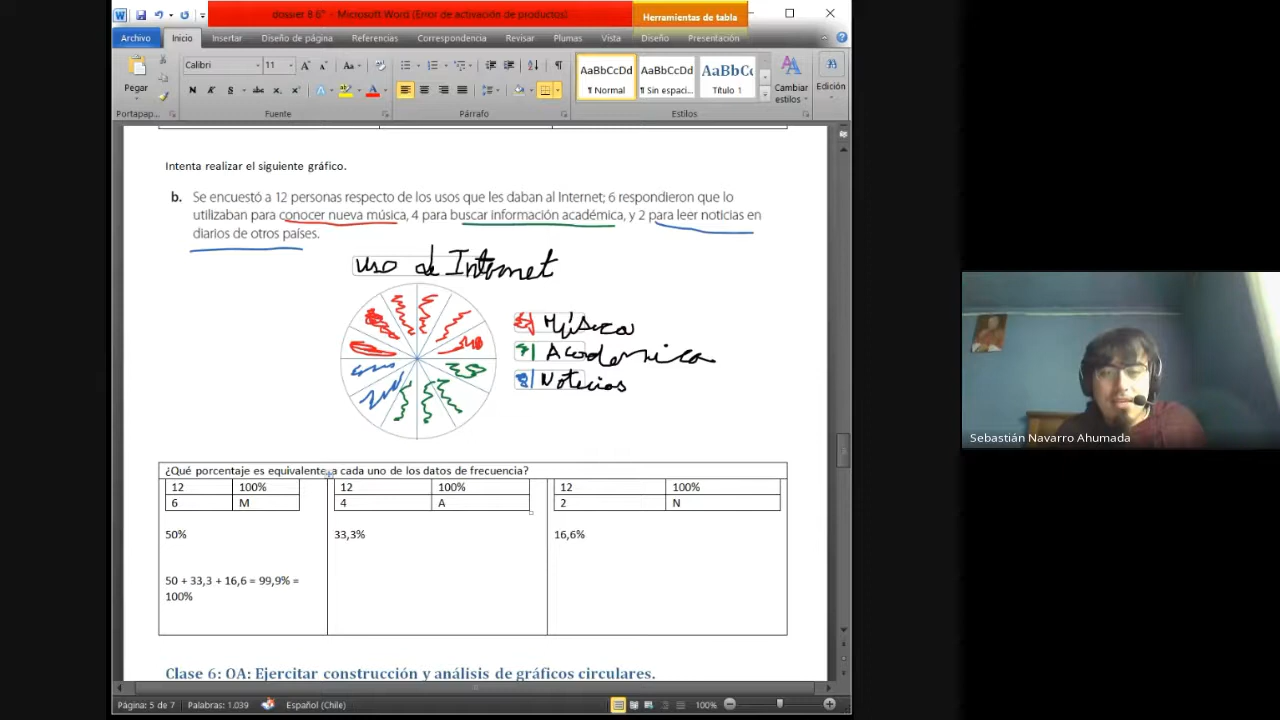 dossier 8 6° - Microsoft Word (Error de activación de productos)
Herramientas de tabla
Archivo Inicio Insertar Diseño de página Referencias Correspondencia Revisar Plumas Vista Diseño Presentación
Calibri 11
Pegar
AaBbCcDd AaBbCcDd AaBbCc
¶ Normal ¶ Sin espaci... Título 1
Cambiar estilos
Edición
Portapap... Fuente Párrafo Estilos
Intenta realizar el siguiente gráfico.
b. Se encuestó a 12 personas respecto de los usos que les daban al Internet; 6 respondieron que lo
utilizaban para conocer nueva música, 4 para buscar información académica, y 2 para leer noticias en
diarios de otros países.
Uso de Internet
Música
Academica
Noticias
¿Qué porcentaje es equivalente a cada uno de los datos de frecuencia?
12 100% 12 100% 12 100%
6 M 4 A 2 N
50% 33,3% 16,6%
50 + 33,3 + 16,6 = 99,9% =
100%
Clase 6: OA: Ejercitar construcción y análisis de gráficos circulares.
Página: 5 de 7 Palabras: 1.039 Español (Chile) 100%
Sebastián Navarro Ahumada